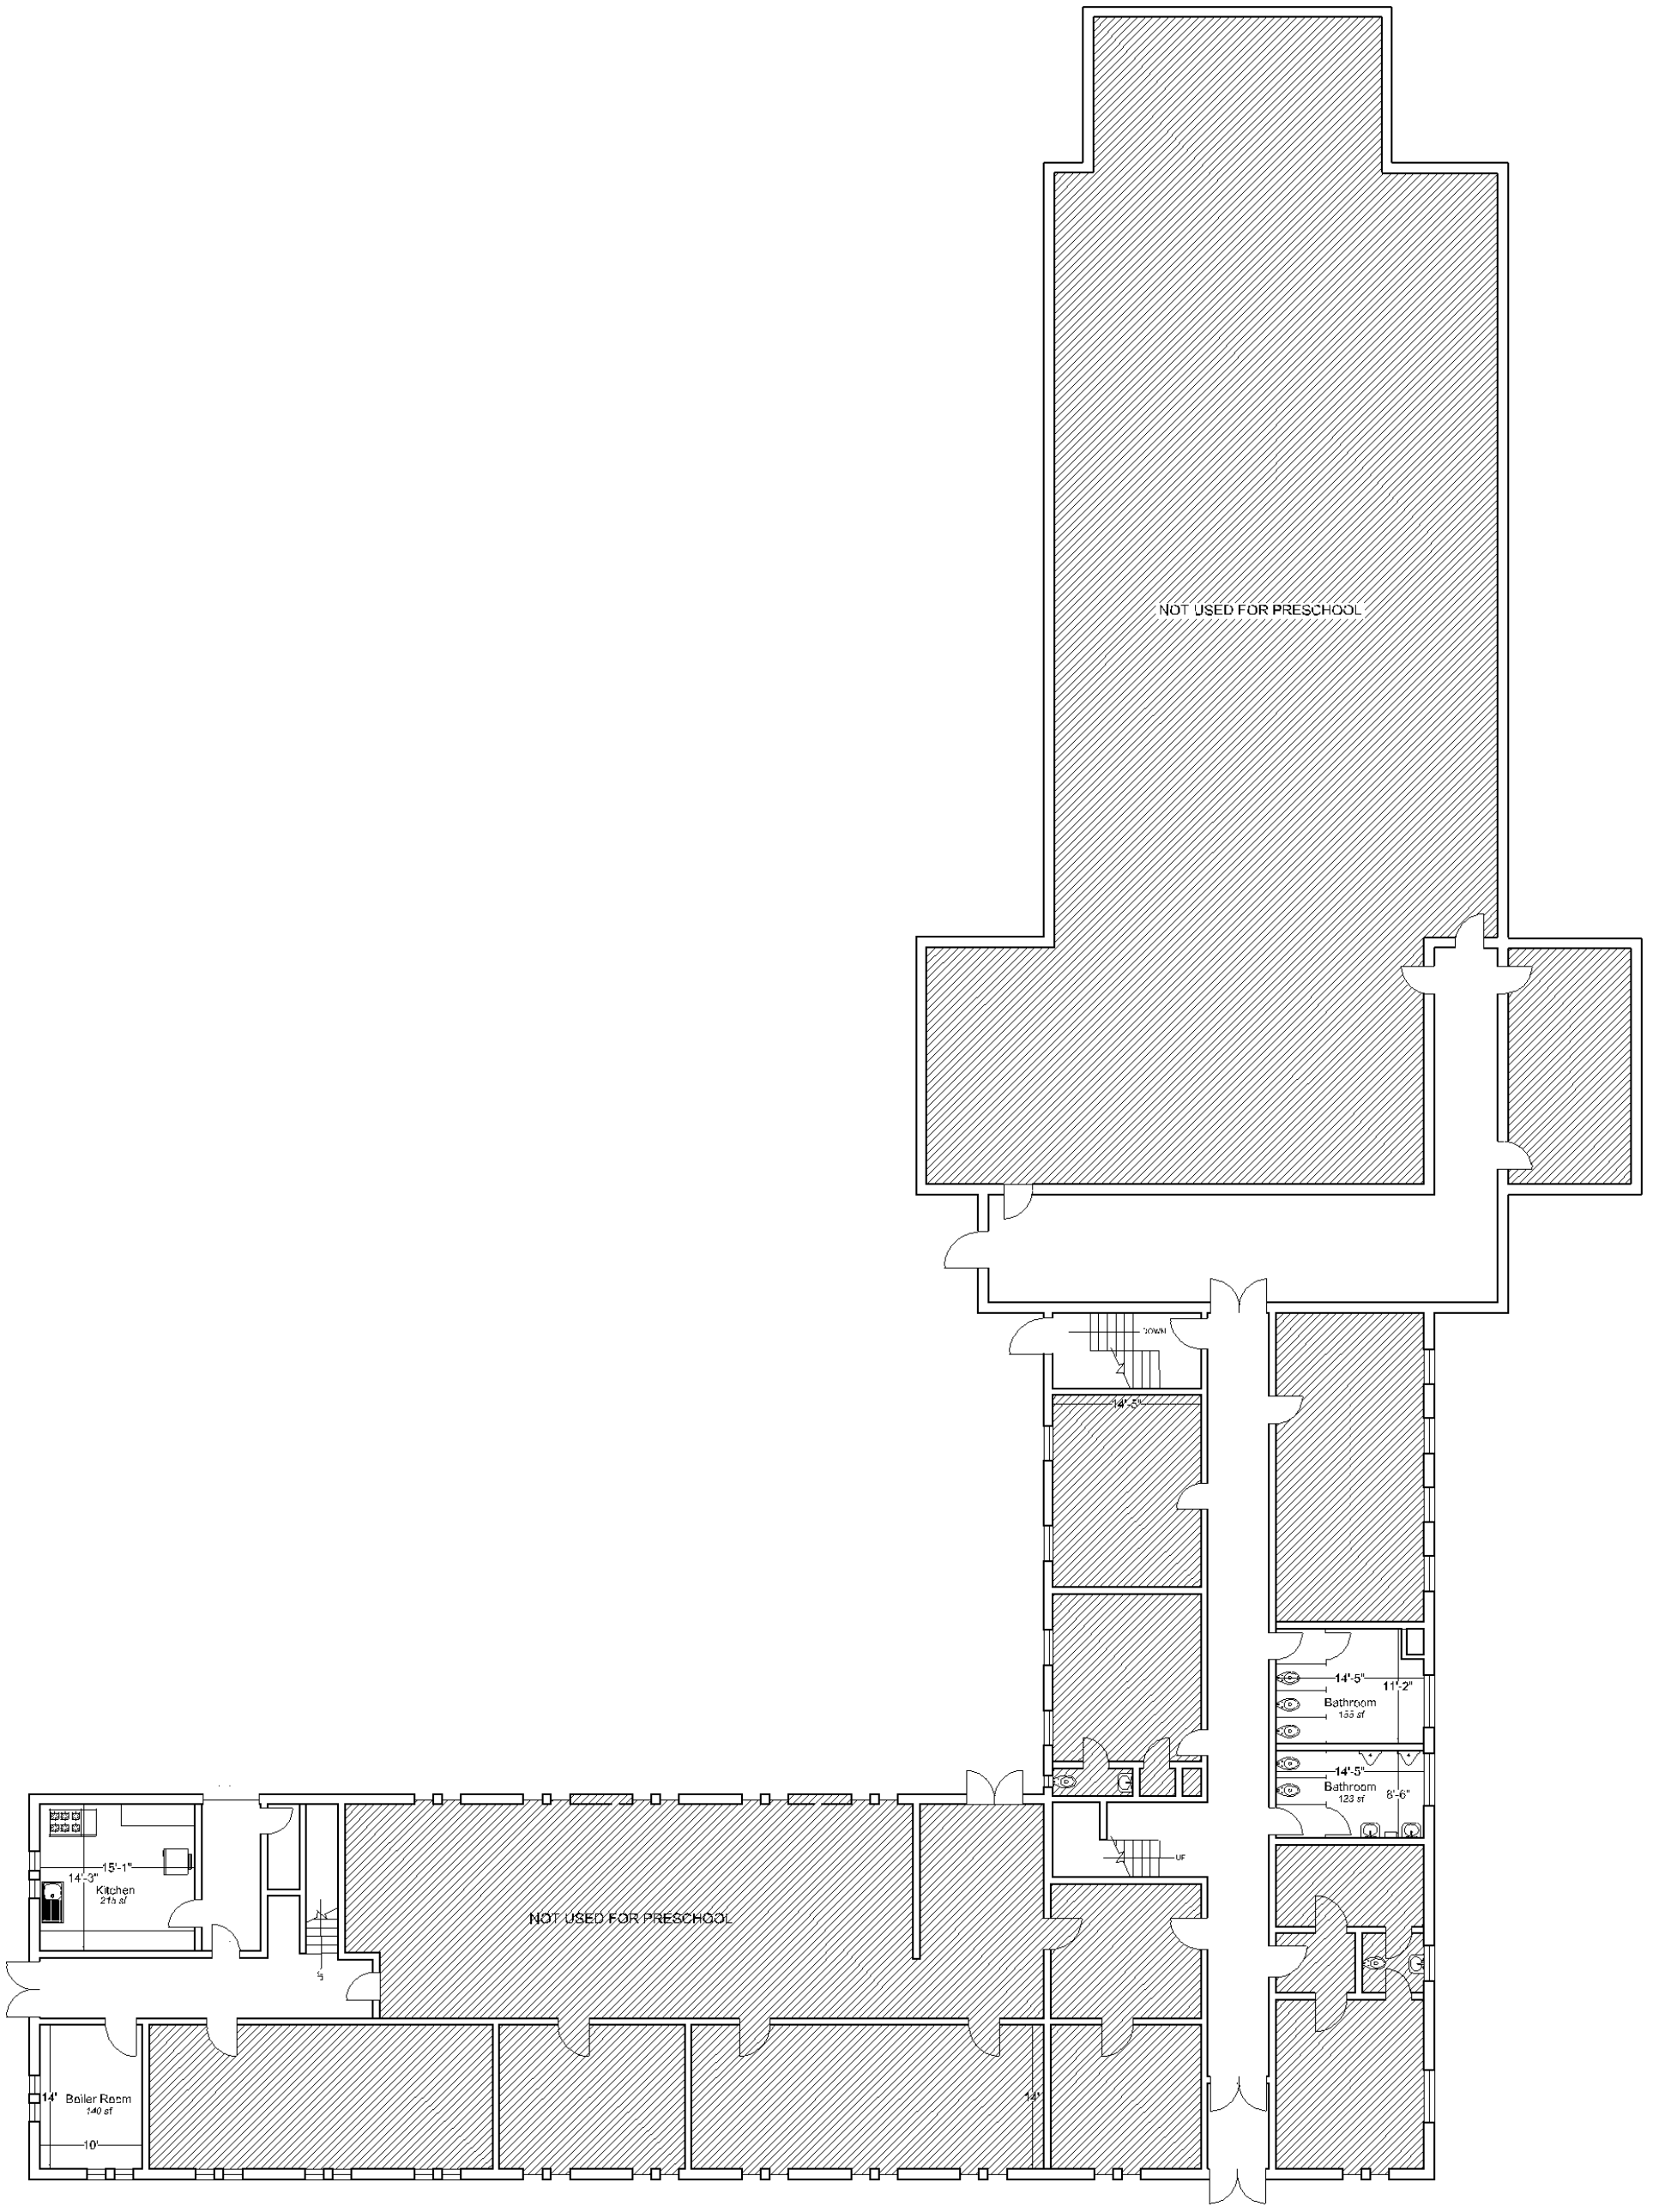 NOT USED FOR PRESCHOOL
DOWN
14'-5"
14'-5"
11'-2"
Bathroom
14'-5"
Bathroom
123 sf
8'-6"
UP
15'-1"
14'-3"
Kitchen
215 sf
NOT USED FOR PRESCHOOL
14'
Boiler Room
140 sf
10'
14'